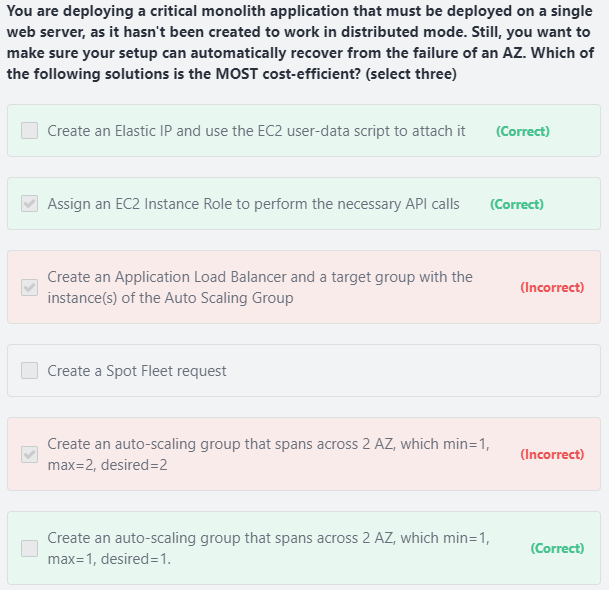 You are deploying a critical monolith application that must be deployed on a single
web server, as it hasn't been created to work in distributed mode. Still, you want to
make sure your setup can automatically recover from the failure of an AZ. Which of
the following solutions is the MOST cost-efficient? (select three)
Create an Elastic IP and use the EC2 user-data script to attach it (Correct)
Assign an EC2 Instance Role to perform the necessary API calls (Correct)
Create an Application Load Balancer and a target group with the
instance(s) of the Auto Scaling Group
(Incorrect)
Create a Spot Fleet request
Create an auto-scaling group that spans across 2 AZ, which min=1,
max=2, desired=2
(Incorrect)
Create an auto-scaling group that spans across 2 AZ, which min=1,
max=1, desired=1.
(Correct)